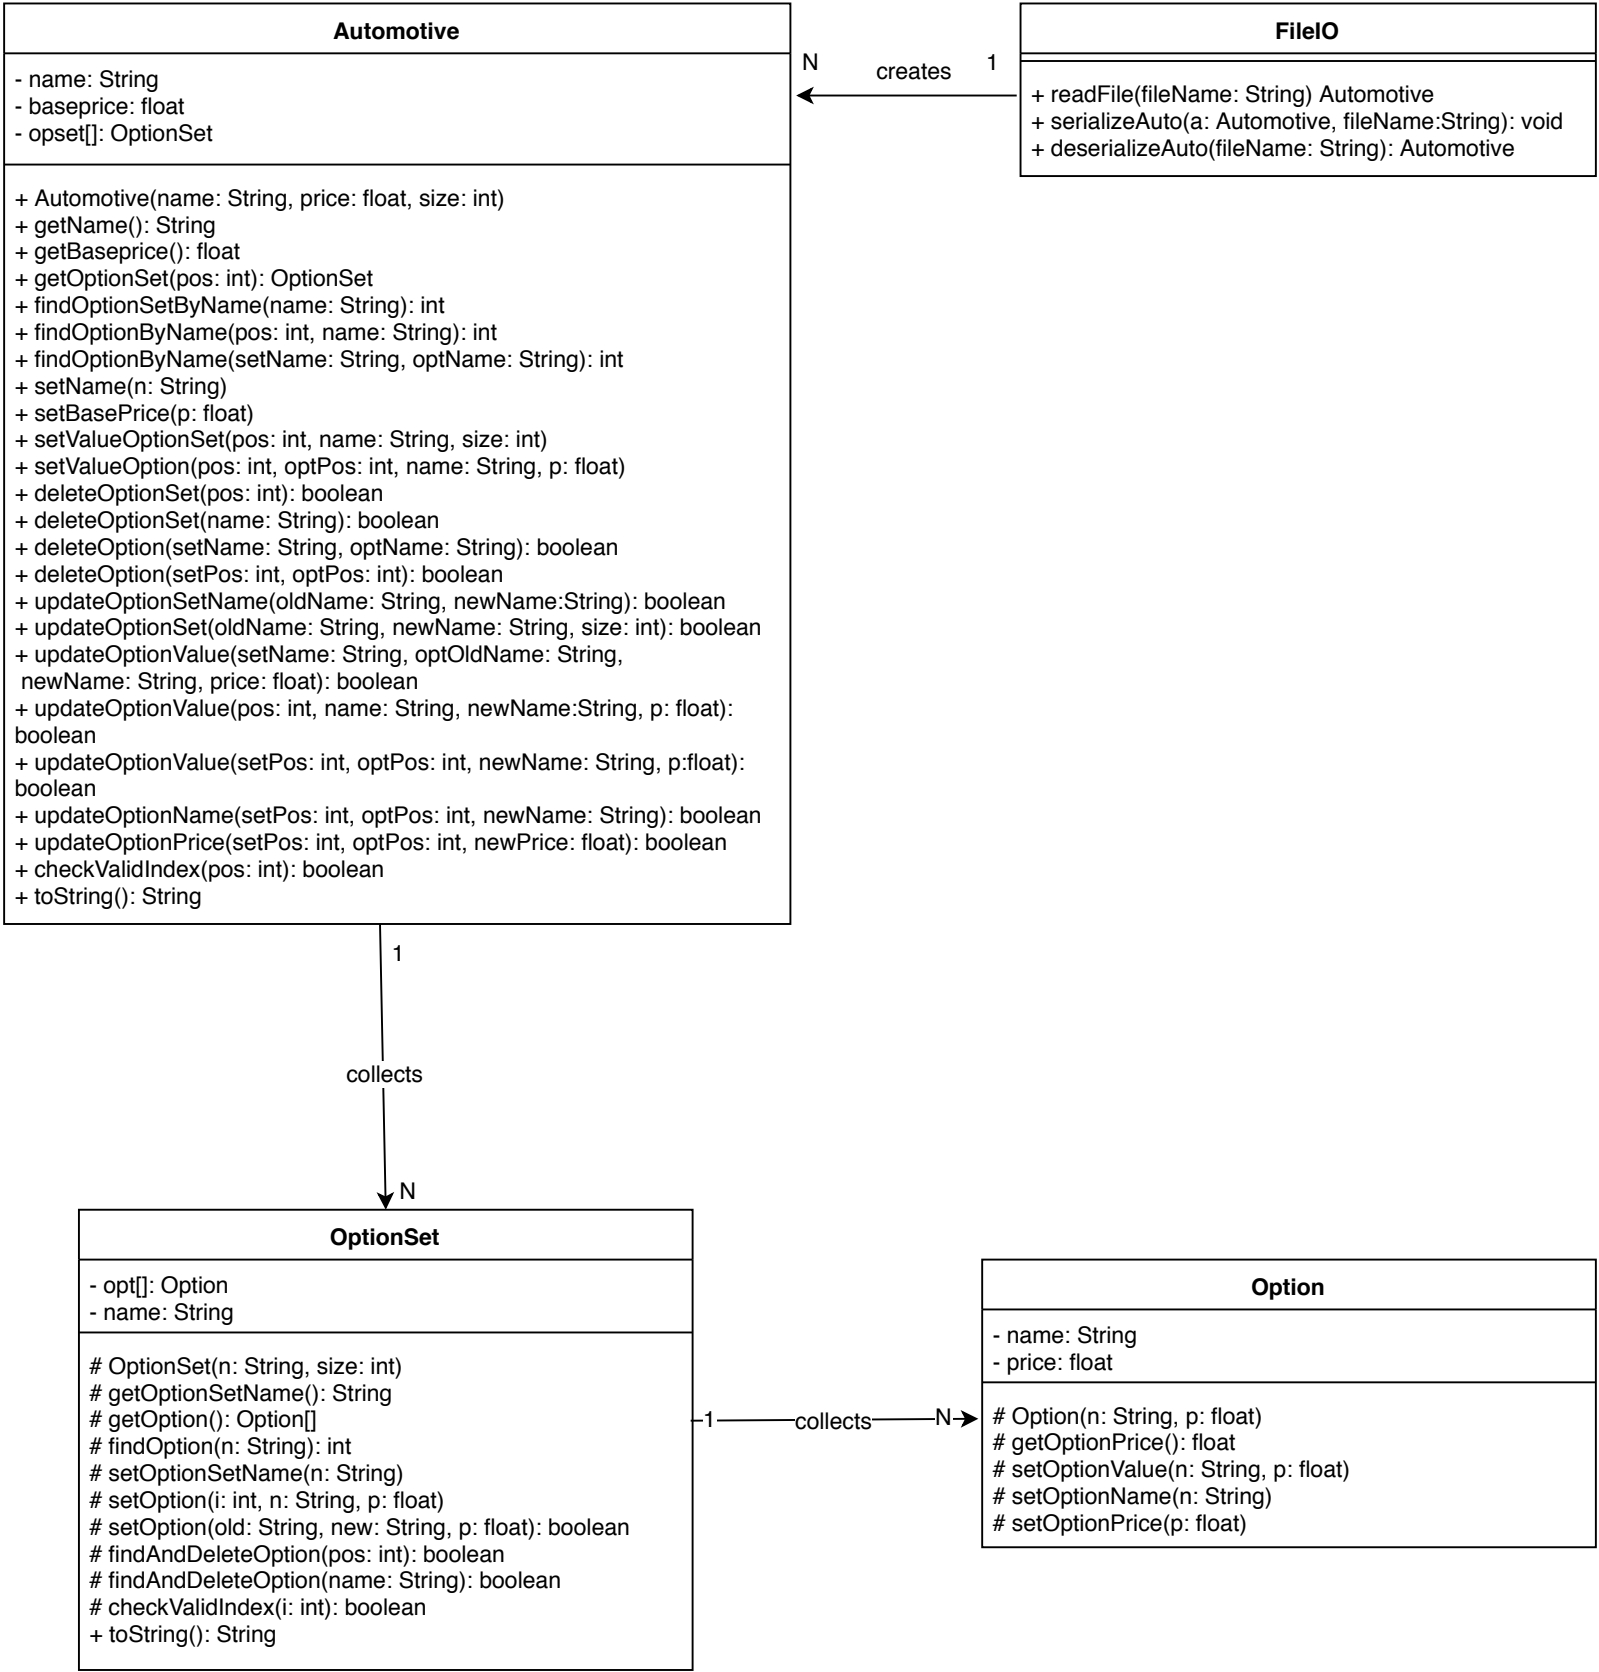 Automotive
- name: String
- baseprice: float
- opset[]: OptionSet
+ Automotive(name: String, price: float, size: int)
+ getName(): String
+ getBaseprice(): float
+ getOptionSet(pos: int): OptionSet
+ findOptionSetByName(name: String): int
+ findOptionByName(pos: int, name: String): int
+ findOptionByName(setName: String, optName: String): int
+ setName(n: String)
+ setBasePrice(p: float)
+ setValueOptionSet(pos: int, name: String, size: int)
+ setValueOption(pos: int, optPos: int, name: String, p: float)
+ deleteOptionSet(pos: int): boolean
+ deleteOptionSet(name: String): boolean
+ deleteOption(setName: String, optName: String): boolean
+ deleteOption(setPos: int, optPos: int): boolean
+ updateOptionSetName(oldName: String, newName:String): boolean
+ updateOptionSet(oldName: String, newName: String, size: int): boolean
+ updateOptionValue(setName: String, optOldName: String,
newName: String, price: float): boolean
+ updateOptionValue(pos: int, name: String, newName:String, p: float):
boolean
+ updateOptionValue(setPos: int, optPos: int, newName: String, p:float):
boolean
+ updateOptionName(setPos: int, optPos: int, newName: String): boolean
+ updateOptionPrice(setPos: int, optPos: int, newPrice: float): boolean
+ checkValidIndex(pos: int): boolean
+ toString(): String
N
creates
1
FileIO
+ readFile(fileName: String) Automotive
+ serializeAuto(a: Automotive, fileName:String): void
+ deserializeAuto(fileName: String): Automotive
1
collects
N
OptionSet
- opt[]: Option
- name: String
# OptionSet(n: String, size: int)
# getOptionSetName(): String
# getOption(): Option[]
# findOption(n: String): int
# setOptionSetName(n: String)
# setOption(i: int, n: String, p: float)
# setOption(old: String, new: String, p: float): boolean
# findAndDeleteOption(pos: int): boolean
# findAndDeleteOption(name: String): boolean
# checkValidIndex(i: int): boolean
+ toString(): String
1
collects
N
Option
- name: String
- price: float
# Option(n: String, p: float)
# getOptionPrice(): float
# setOptionValue(n: String, p: float)
# setOptionName(n: String)
# setOptionPrice(p: float)